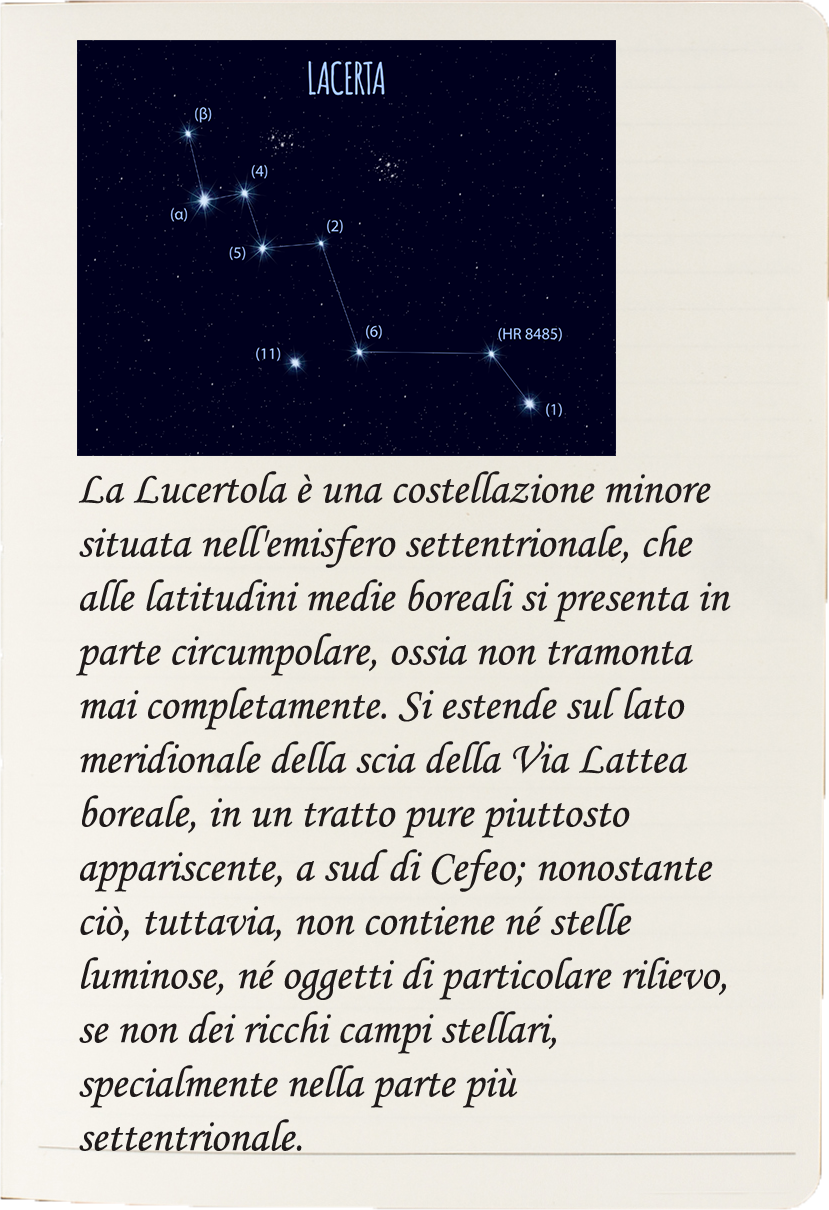 LACERTA
(β)
(4)
(α)
(2)
(5)
(6)
(HR 8485)
(11)
(1)
La Lucertola è una costellazione minore
situata nell'emisfero settentrionale, che
alle latitudini medie boreali si presenta in
parte circumpolare, ossia non tramonta
mai completamente. Si estende sul lato
meridionale della scia della Via Lattea
boreale, in un tratto pure piuttosto
appariscente, a sud di Cefeo; nonostante
ciò, tuttavia, non contiene né stelle
luminose, né oggetti di particolare rilievo,
se non dei ricchi campi stellari,
specialmente nella parte più
settentrionale.